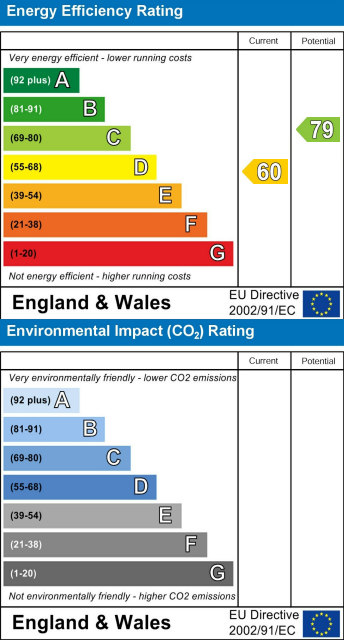 Energy Efficiency Rating
Current Potential
Very energy efficient - lower running costs
(92 plus) A
(81-91) B
(69-80) C
79
(55-68) D
60
(39-54) E
(21-38) F
(1-20) G
Not energy efficient - higher running costs
England & Wales
EU Directive
2002/91/EC
Environmental Impact (CO₂) Rating
Current Potential
Very environmentally friendly - lower CO2 emissions
(92 plus) A
(81-91) B
(69-80) C
(55-68) D
(39-54) E
(21-38) F
(1-20) G
Not environmentally friendly - higher CO2 emissions
England & Wales
EU Directive
2002/91/EC